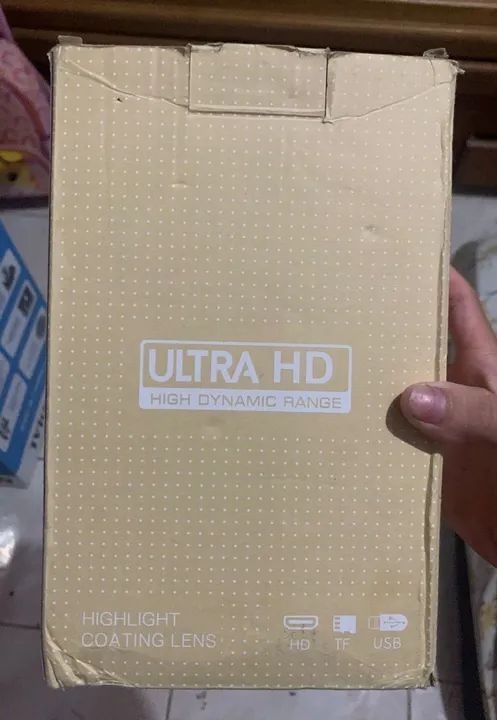 ULTRA HD
HIGH DYNAMIC RANGE
HIGHLIGHT
COATING LENS
HD TF USB